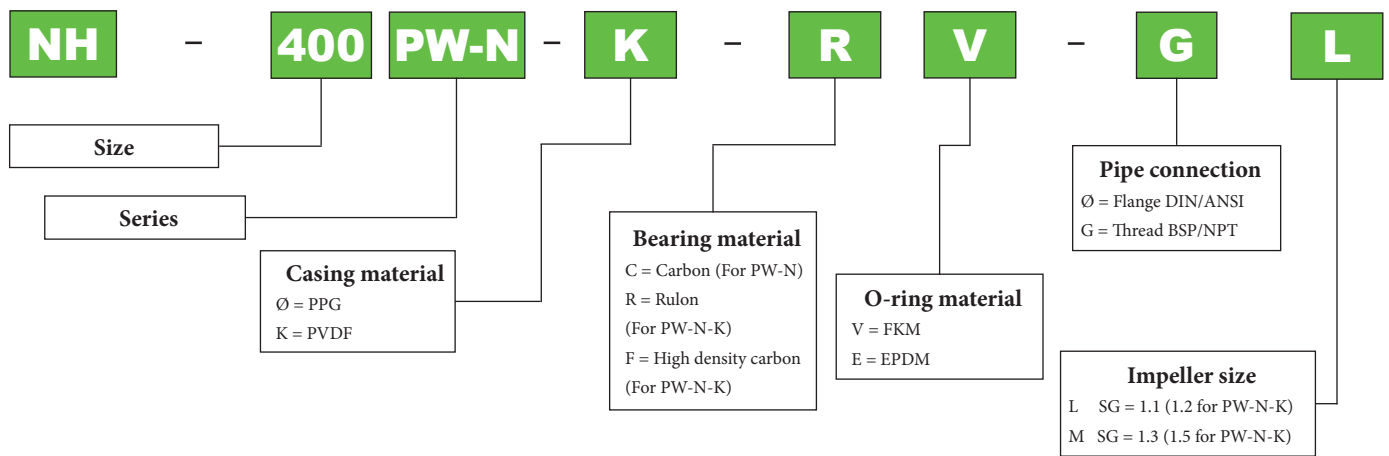 NH - 400 PW-N - K - R V - G L
Size
Series
Casing material
Ø = PPG
K = PVDF
Bearing material
C = Carbon (For PW-N)
R = Rulon
(For PW-N-K)
F = High density carbon
(For PW-N-K)
O-ring material
V = FKM
E = EPDM
Pipe connection
Ø = Flange DIN/ANSI
G = Thread BSP/NPT
Impeller size
L SG = 1.1 (1.2 for PW-N-K)
M SG = 1.3 (1.5 for PW-N-K)